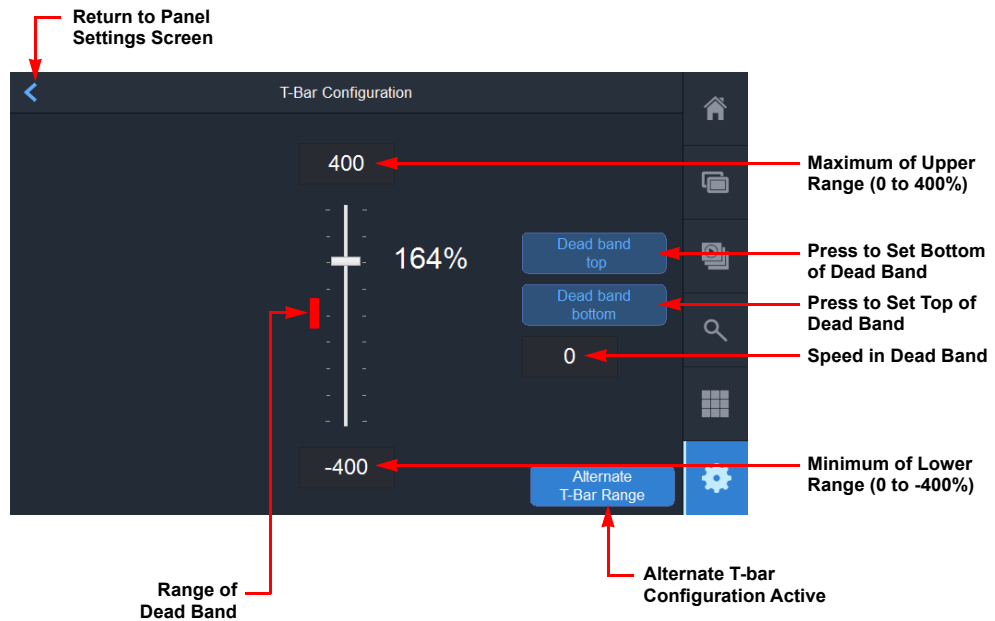 Return to Panel
Settings Screen
T-Bar Configuration
400
Maximum of Upper
Range (0 to 400%)
164%
Dead band
top
Press to Set Bottom
of Dead Band
Dead band
bottom
Press to Set Top of
Dead Band
0
Speed in Dead Band
-400
Minimum of Lower
Range (0 to -400%)
Alternate
T-Bar Range
Range of
Dead Band
Alternate T-bar
Configuration Active